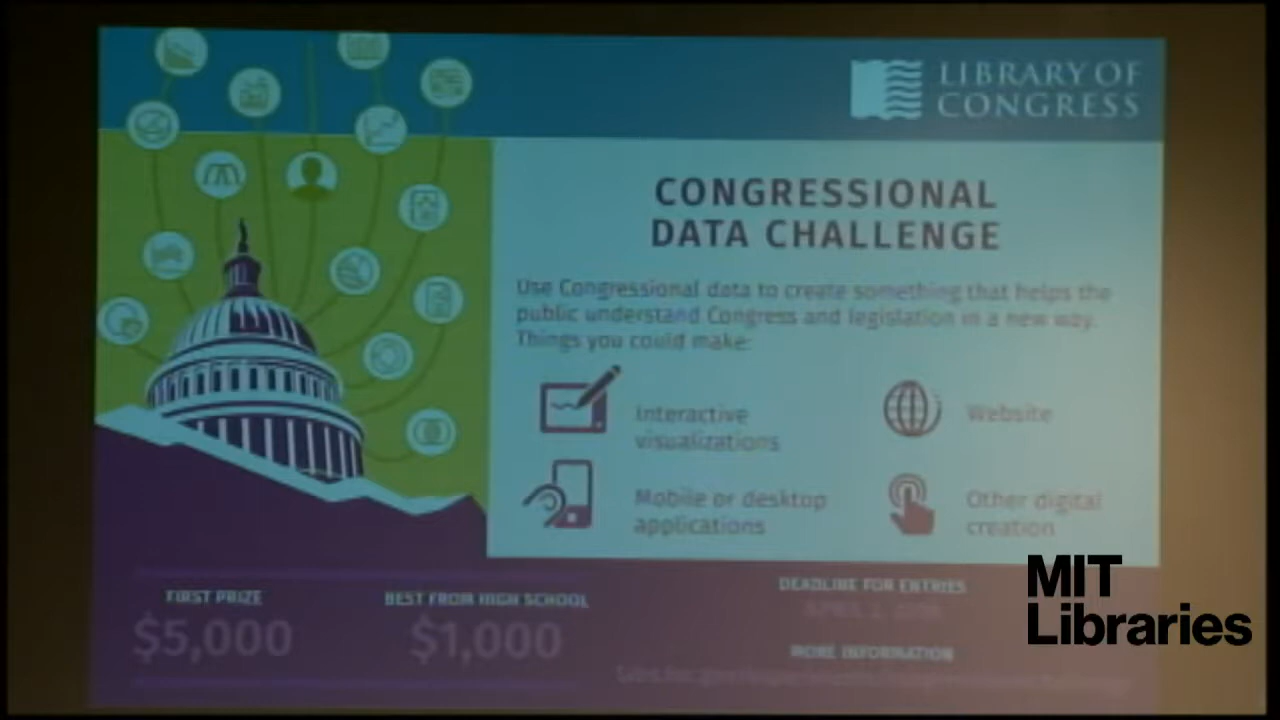 LIBRARY OF
CONGRESS
CONGRESSIONAL
DATA CHALLENGE
Use Congressional data to create something that helps the
public understand Congress and legislation in a new way.
Things you could make:
Interactive
visualizations
Website
Mobile or desktop
applications
Other digital
creation
FIRST PRIZE
$5,000
BEST FROM HIGH SCHOOL
$1,000
DEADLINE FOR ENTRIES
APRIL 2,
MORE INFORMATION
MIT
Libraries